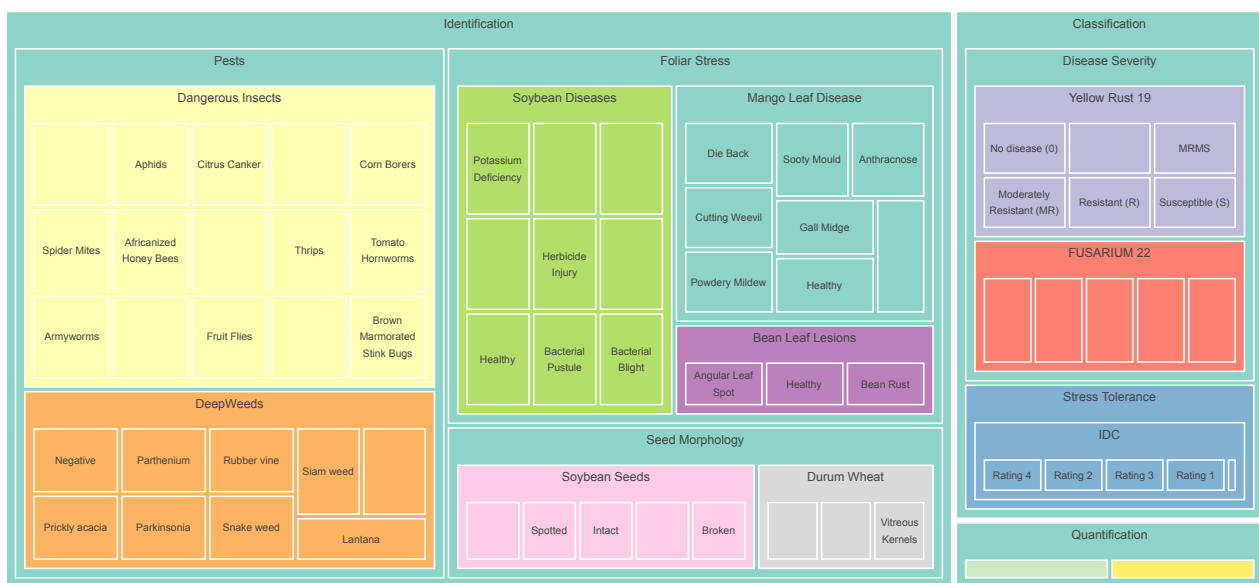 Identification
Pests
Dangerous Insects
Aphids
Citrus Canker
Corn Borers
Spider Mites
Africanized
Honey Bees
Thrips
Tomato
Hornworms
Armyworms
Fruit Flies
Brown
Marmorated
Stink Bugs
DeepWeeds
Negative
Parthenium
Rubber vine
Siam weed
Prickly acacia
Parkinsonia
Snake weed
Lantana
Foliar Stress
Soybean Diseases
Potassium
Deficiency
Herbicide
Injury
Healthy
Bacterial
Pustule
Bacterial
Blight
Mango Leaf Disease
Die Back
Sooty Mould
Anthracnose
Cutting Weevil
Gall Midge
Powdery Mildew
Healthy
Bean Leaf Lesions
Angular Leaf
Spot
Healthy
Bean Rust
Seed Morphology
Soybean Seeds
Spotted
Intact
Broken
Durum Wheat
Vitreous
Kernels
Classification
Disease Severity
Yellow Rust 19
No disease (0)
MRMS
Moderately
Resistant (MR)
Resistant (R)
Susceptible (S)
FUSARIUM 22
Stress Tolerance
IDC
Rating 4
Rating 2
Rating 3
Rating 1
Quantification